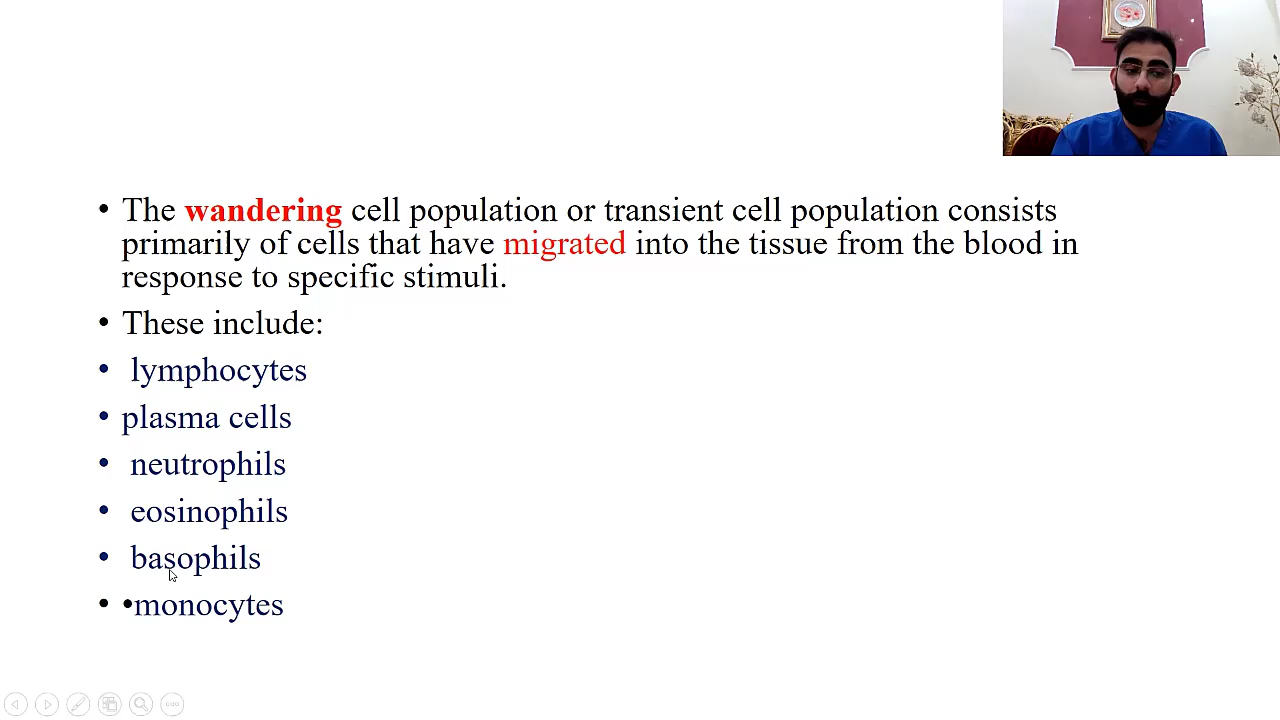 • The wandering cell population or transient cell population consists
primarily of cells that have migrated into the tissue from the blood in
response to specific stimuli.
• These include:
• lymphocytes
• plasma cells
• neutrophils
• eosinophils
• basophils
• •monocytes